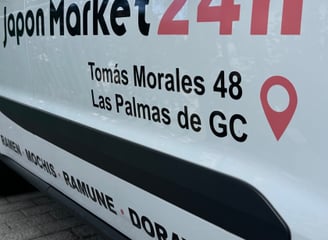 Japon Market 24h
Tomás Morales 48
Las Palmas de GC
RAMEN · MOCHIS · RAMUNE · DORA